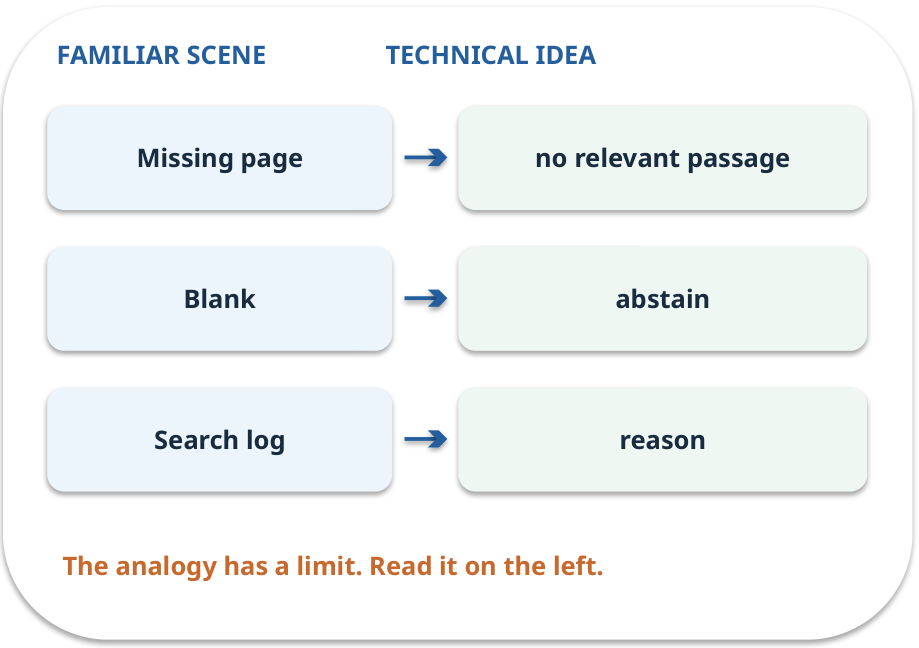 FAMILIAR SCENE TECHNICAL IDEA
Missing page no relevant passage
Blank abstain
Search log reason
The analogy has a limit. Read it on the left.